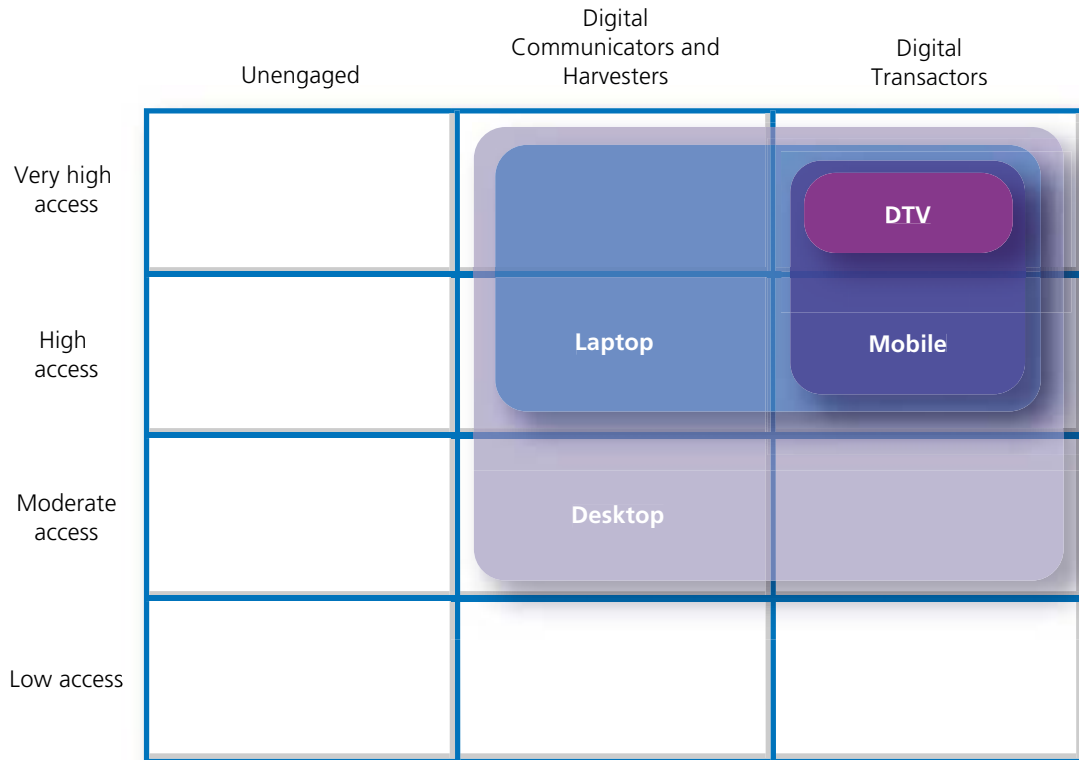 Unengaged
Digital
Communicators and
Harvesters
Digital
Transactors
Very high
access
DTV
High
access
Laptop
Mobile
Moderate
access
Desktop
Low access